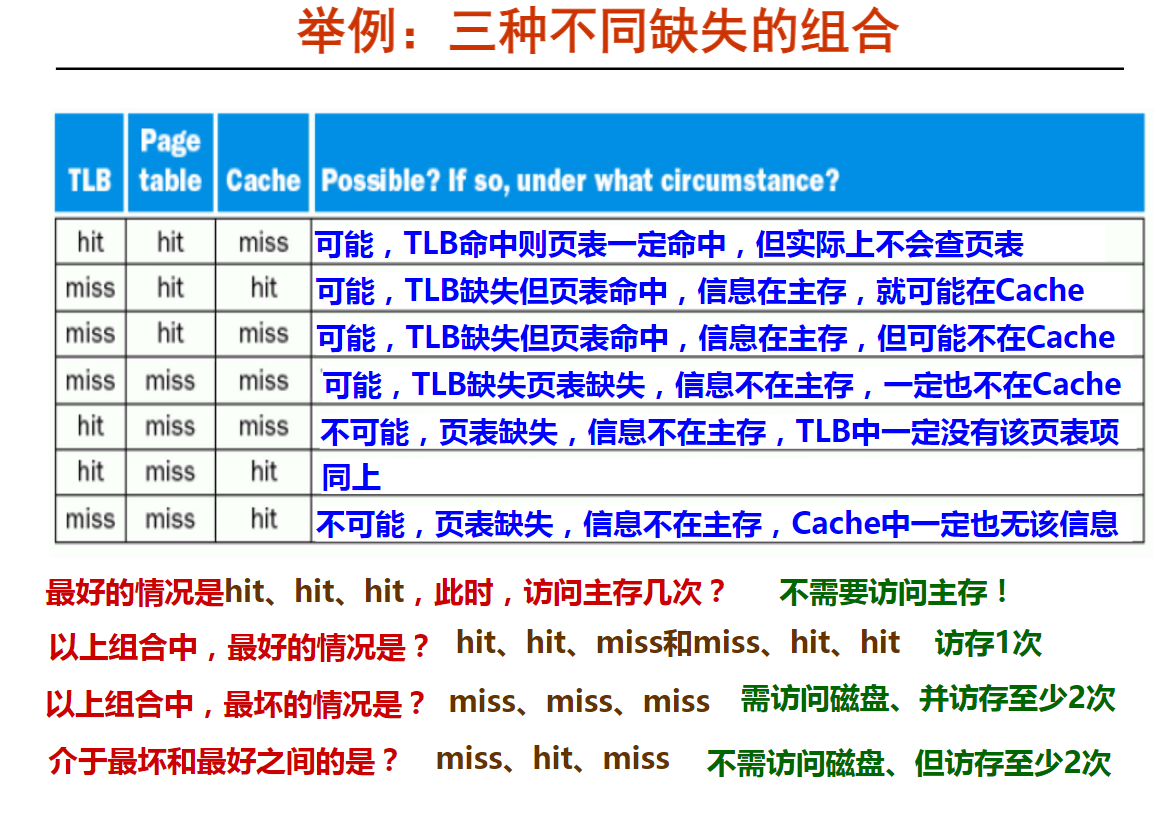 举例：三种不同缺失的组合
TLB Page table Cache Possible? If so, under what circumstance?
hit hit miss 可能，TLB命中则页表一定命中，但实际上不会查页表
miss hit hit 可能，TLB缺失但页表命中，信息在主存，就可能在Cache
miss hit miss 可能，TLB缺失但页表命中，信息在主存，但可能不在Cache
miss miss miss 可能，TLB缺失页表缺失，信息不在主存，一定也不在Cache
hit miss miss 不可能，页表缺失，信息不在主存，TLB中一定没有该页表项
hit miss hit 同上
miss miss hit 不可能，页表缺失，信息不在主存，Cache中一定也无该信息
最好的情况是hit、hit、hit，此时，访问主存几次？ 不需要访问主存！
以上组合中，最好的情况是？ hit、hit、miss和miss、hit、hit 访存1次
以上组合中，最坏的情况是？ miss、miss、miss 需访问磁盘、并访存至少2次
介于最坏和最好之间的是？ miss、hit、miss 不需访问磁盘、但访存至少2次